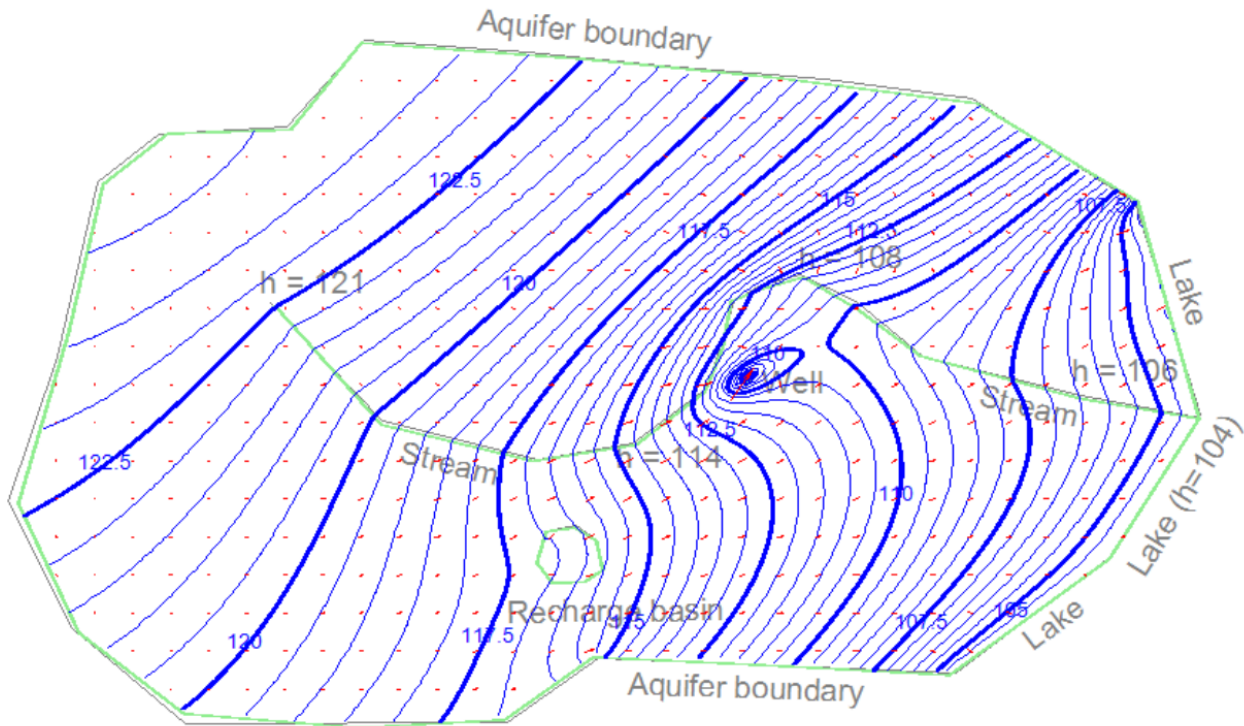 Aquifer boundary
122.5
115
107.5
117.5
112.5
h = 108
h = 121
120
Lake
110
Well
h = 106
Stream
112.5
Stream
h = 114
122.5
110
Lake (h=104)
Recharge basin
115
105
107.5
120
117.5
Lake
Aquifer boundary